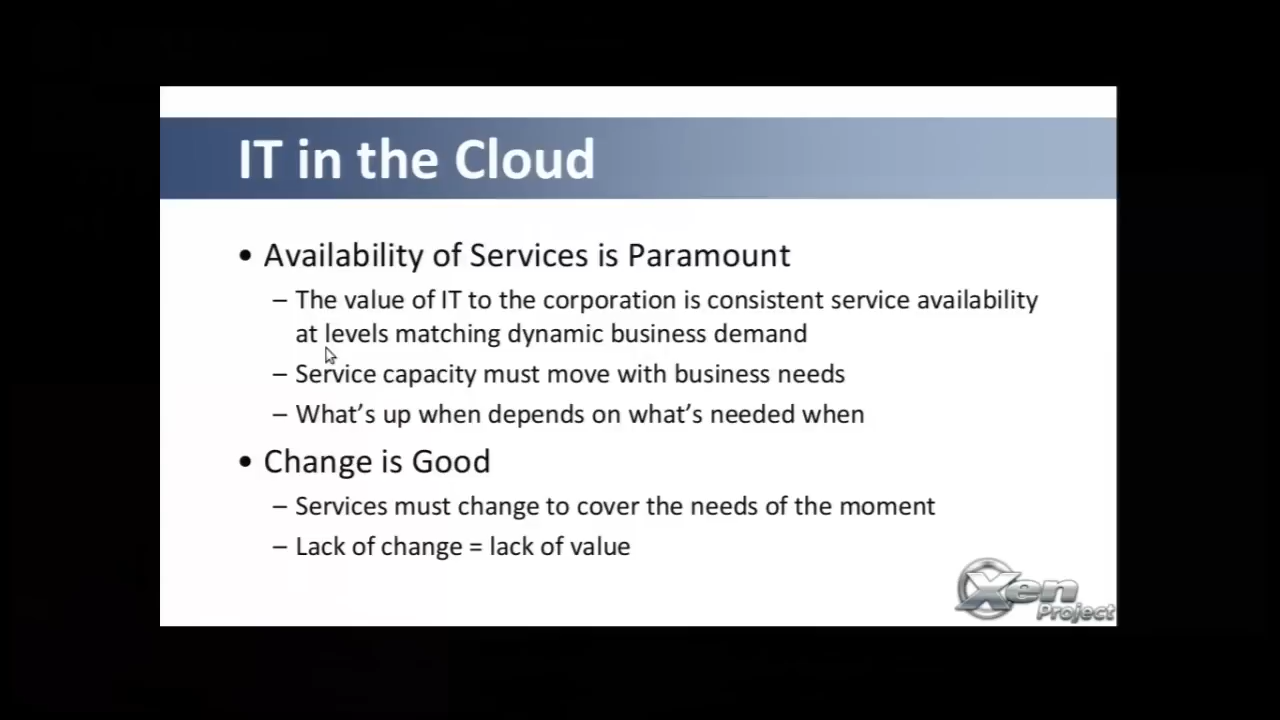 IT in the Cloud
• Availability of Services is Paramount
– The value of IT to the corporation is consistent service availability
at levels matching dynamic business demand
– Service capacity must move with business needs
– What's up when depends on what's needed when
• Change is Good
– Services must change to cover the needs of the moment
– Lack of change = lack of value
Xen
Project